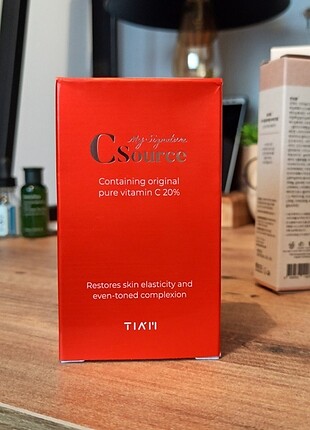 My Signature
C Source
Containing original
pure vitamin C 20%
Restores skin elasticity and
even-toned complexion
TIA'M